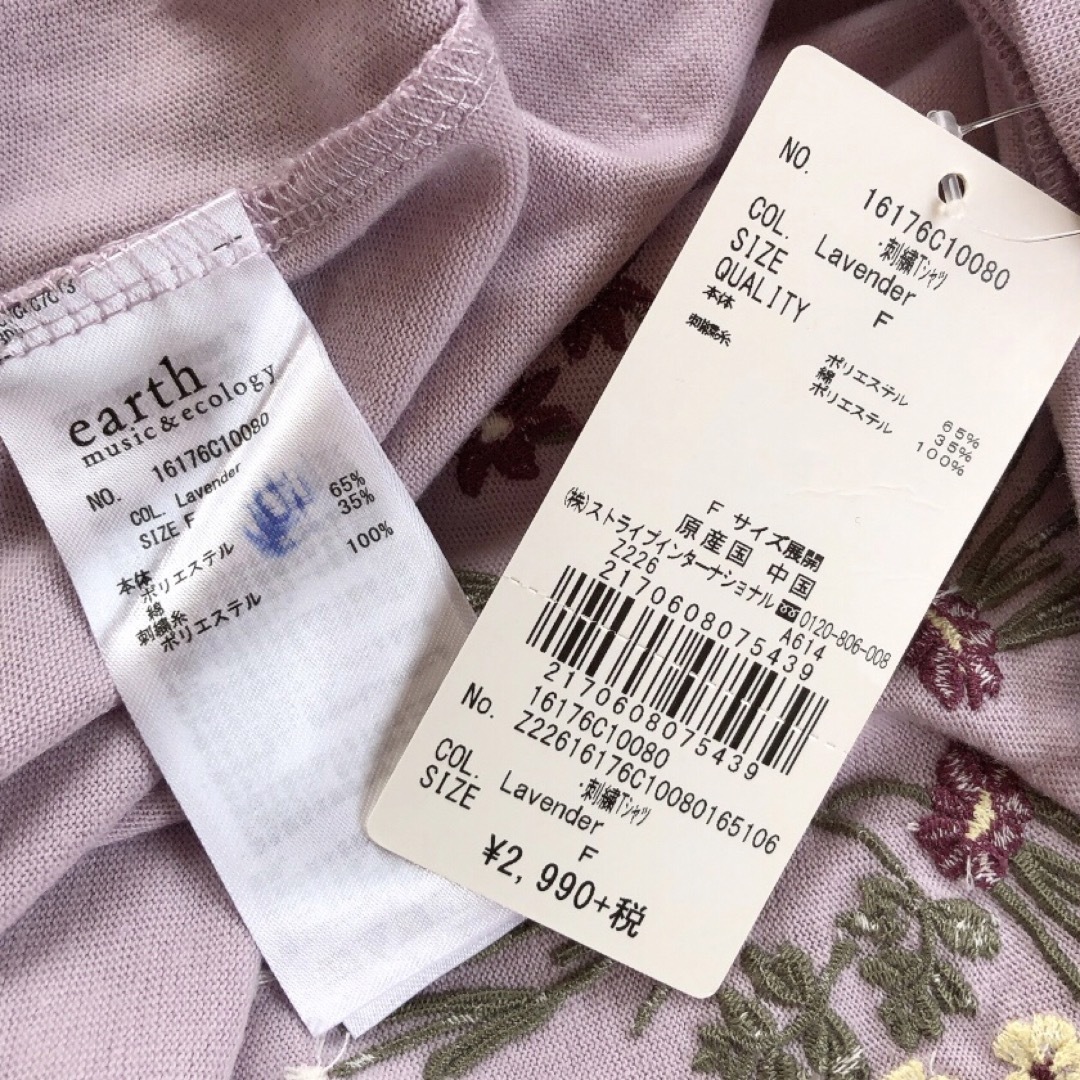 earth
music&ecology
NO. 16176C10080
COL. Lavender
SIZE F
本体
ポリエステル 65%
綿 35%
刺繍糸
ポリエステル 100%
NO. 16176C10080
・刺繍Tシャツ
COL. Lavender
SIZE F
QUALITY
本体
ポリエステル 65%
綿 35%
刺繍糸
ポリエステル 100%
F サイズ展開
原産国 中国
(株)ストライプインターナショナル 0120-806-008
Z226 A614
2170608075439
2170608075439
No. 16176C10080
Z22616176C10080165106
・刺繍Tシャツ
COL. Lavender
SIZE F
¥2,990+税